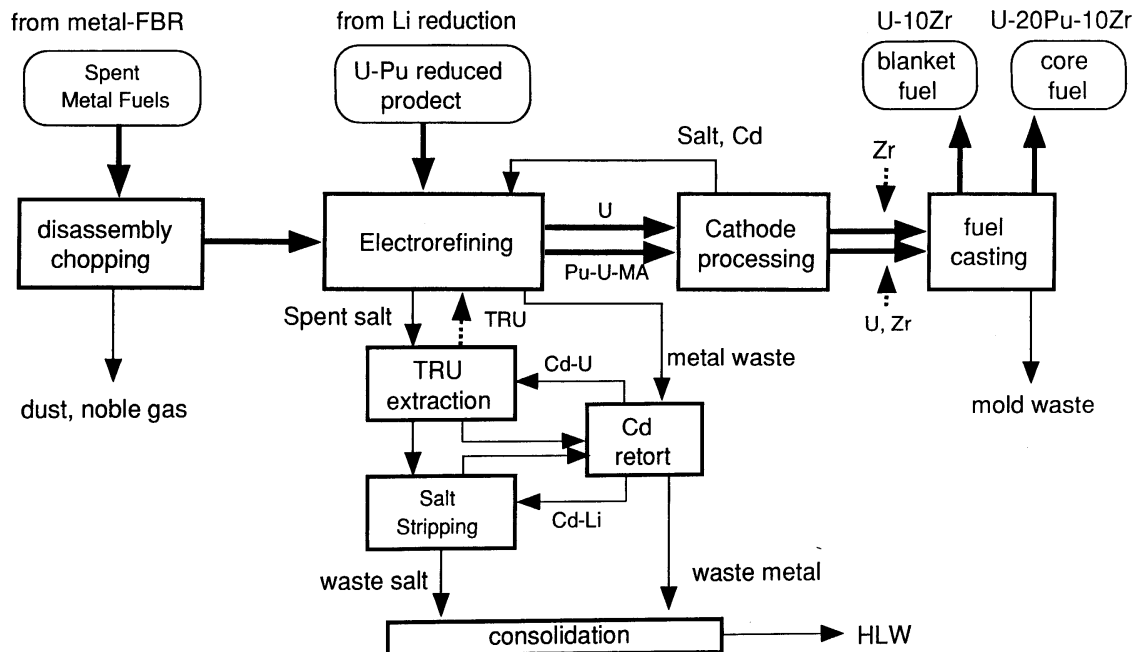 from metal-FBR
from Li reduction
U-10Zr
U-20Pu-10Zr
Spent
Metal Fuels
U-Pu reduced
prodect
blanket
fuel
core
fuel
Salt, Cd
Zr
disassembly
chopping
Electrorefining
U
Pu-U-MA
Cathode
processing
fuel
casting
U, Zr
Spent salt
TRU
metal waste
dust, noble gas
TRU
extraction
Cd-U
Cd
retort
mold waste
Salt
Stripping
Cd-Li
waste salt
waste metal
consolidation
HLW